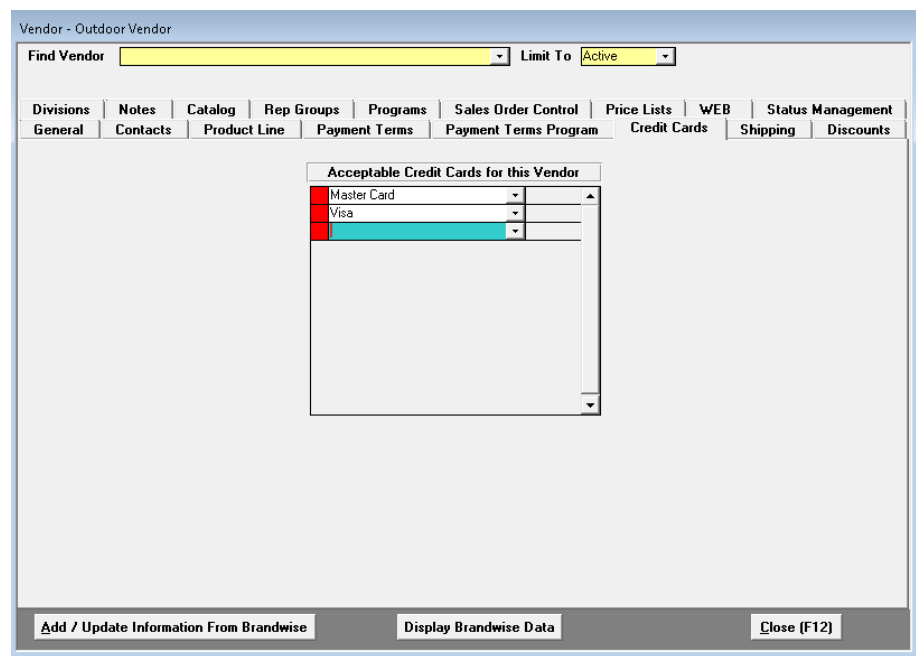 Vendor - Outdoor Vendor
Find Vendor Limit To Active
Divisions Notes Catalog Rep Groups Programs Sales Order Control Price Lists WEB Status Management
General Contacts Product Line Payment Terms Payment Terms Program Credit Cards Shipping Discounts
Acceptable Credit Cards for this Vendor
Master Card
Visa
Add / Update Information From Brandwise Display Brandwise Data Close (F12)